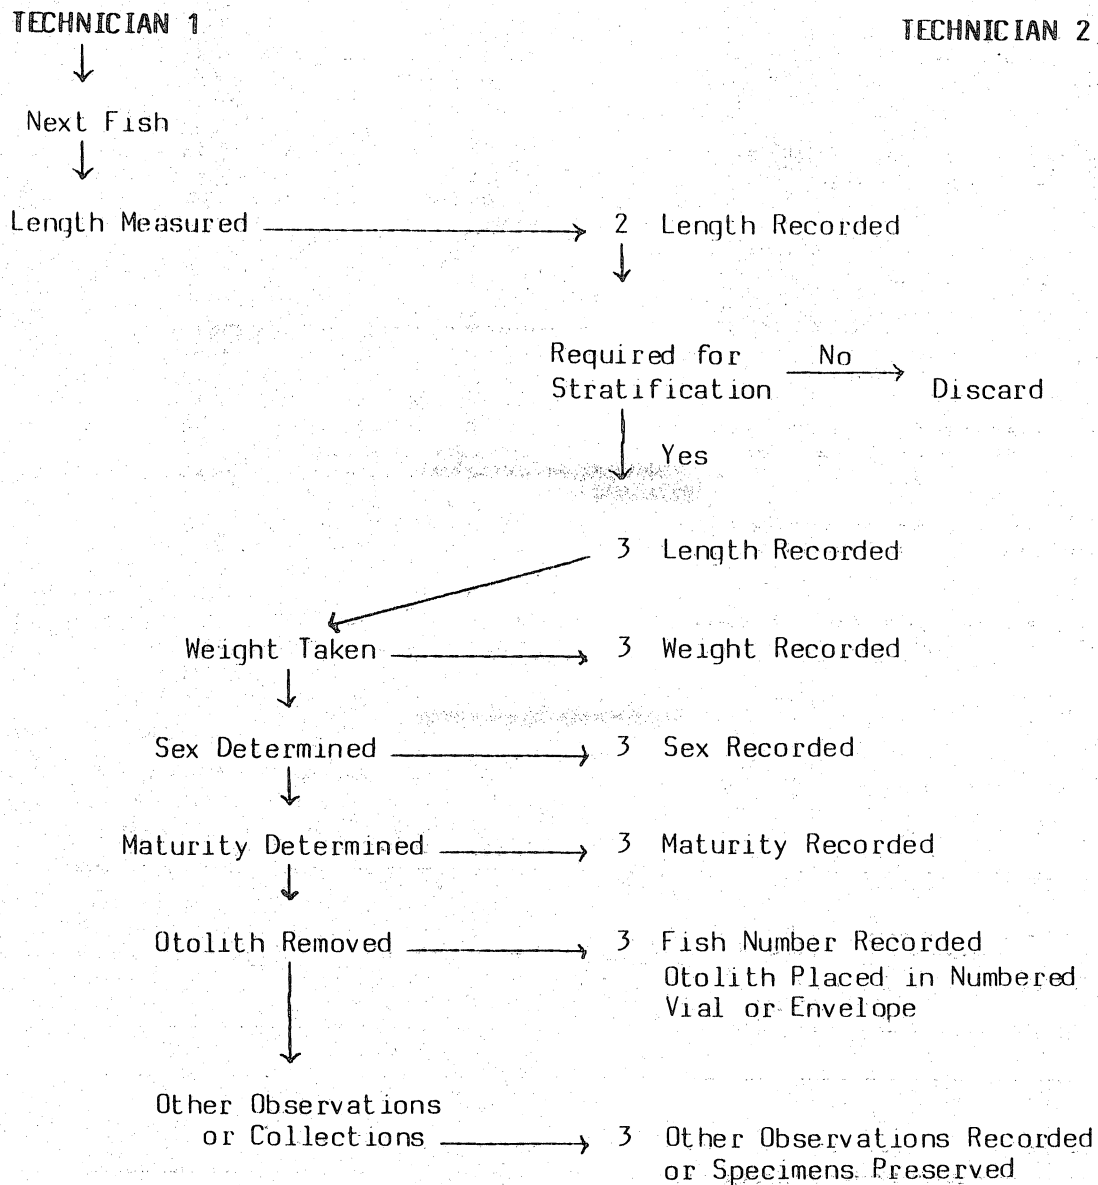 TECHNICIAN 1 TECHNICIAN 2
Next Fish
Length Measured 2 Length Recorded
Required for No
Stratification Discard
Yes
3 Length Recorded
Weight Taken 3 Weight Recorded
Sex Determined 3 Sex Recorded
Maturity Determined 3 Maturity Recorded
Otolith Removed 3 Fish Number Recorded
Otolith Placed in Numbered
Vial or Envelope
Other Observations
or Collections 3 Other Observations Recorded
or Specimens Preserved